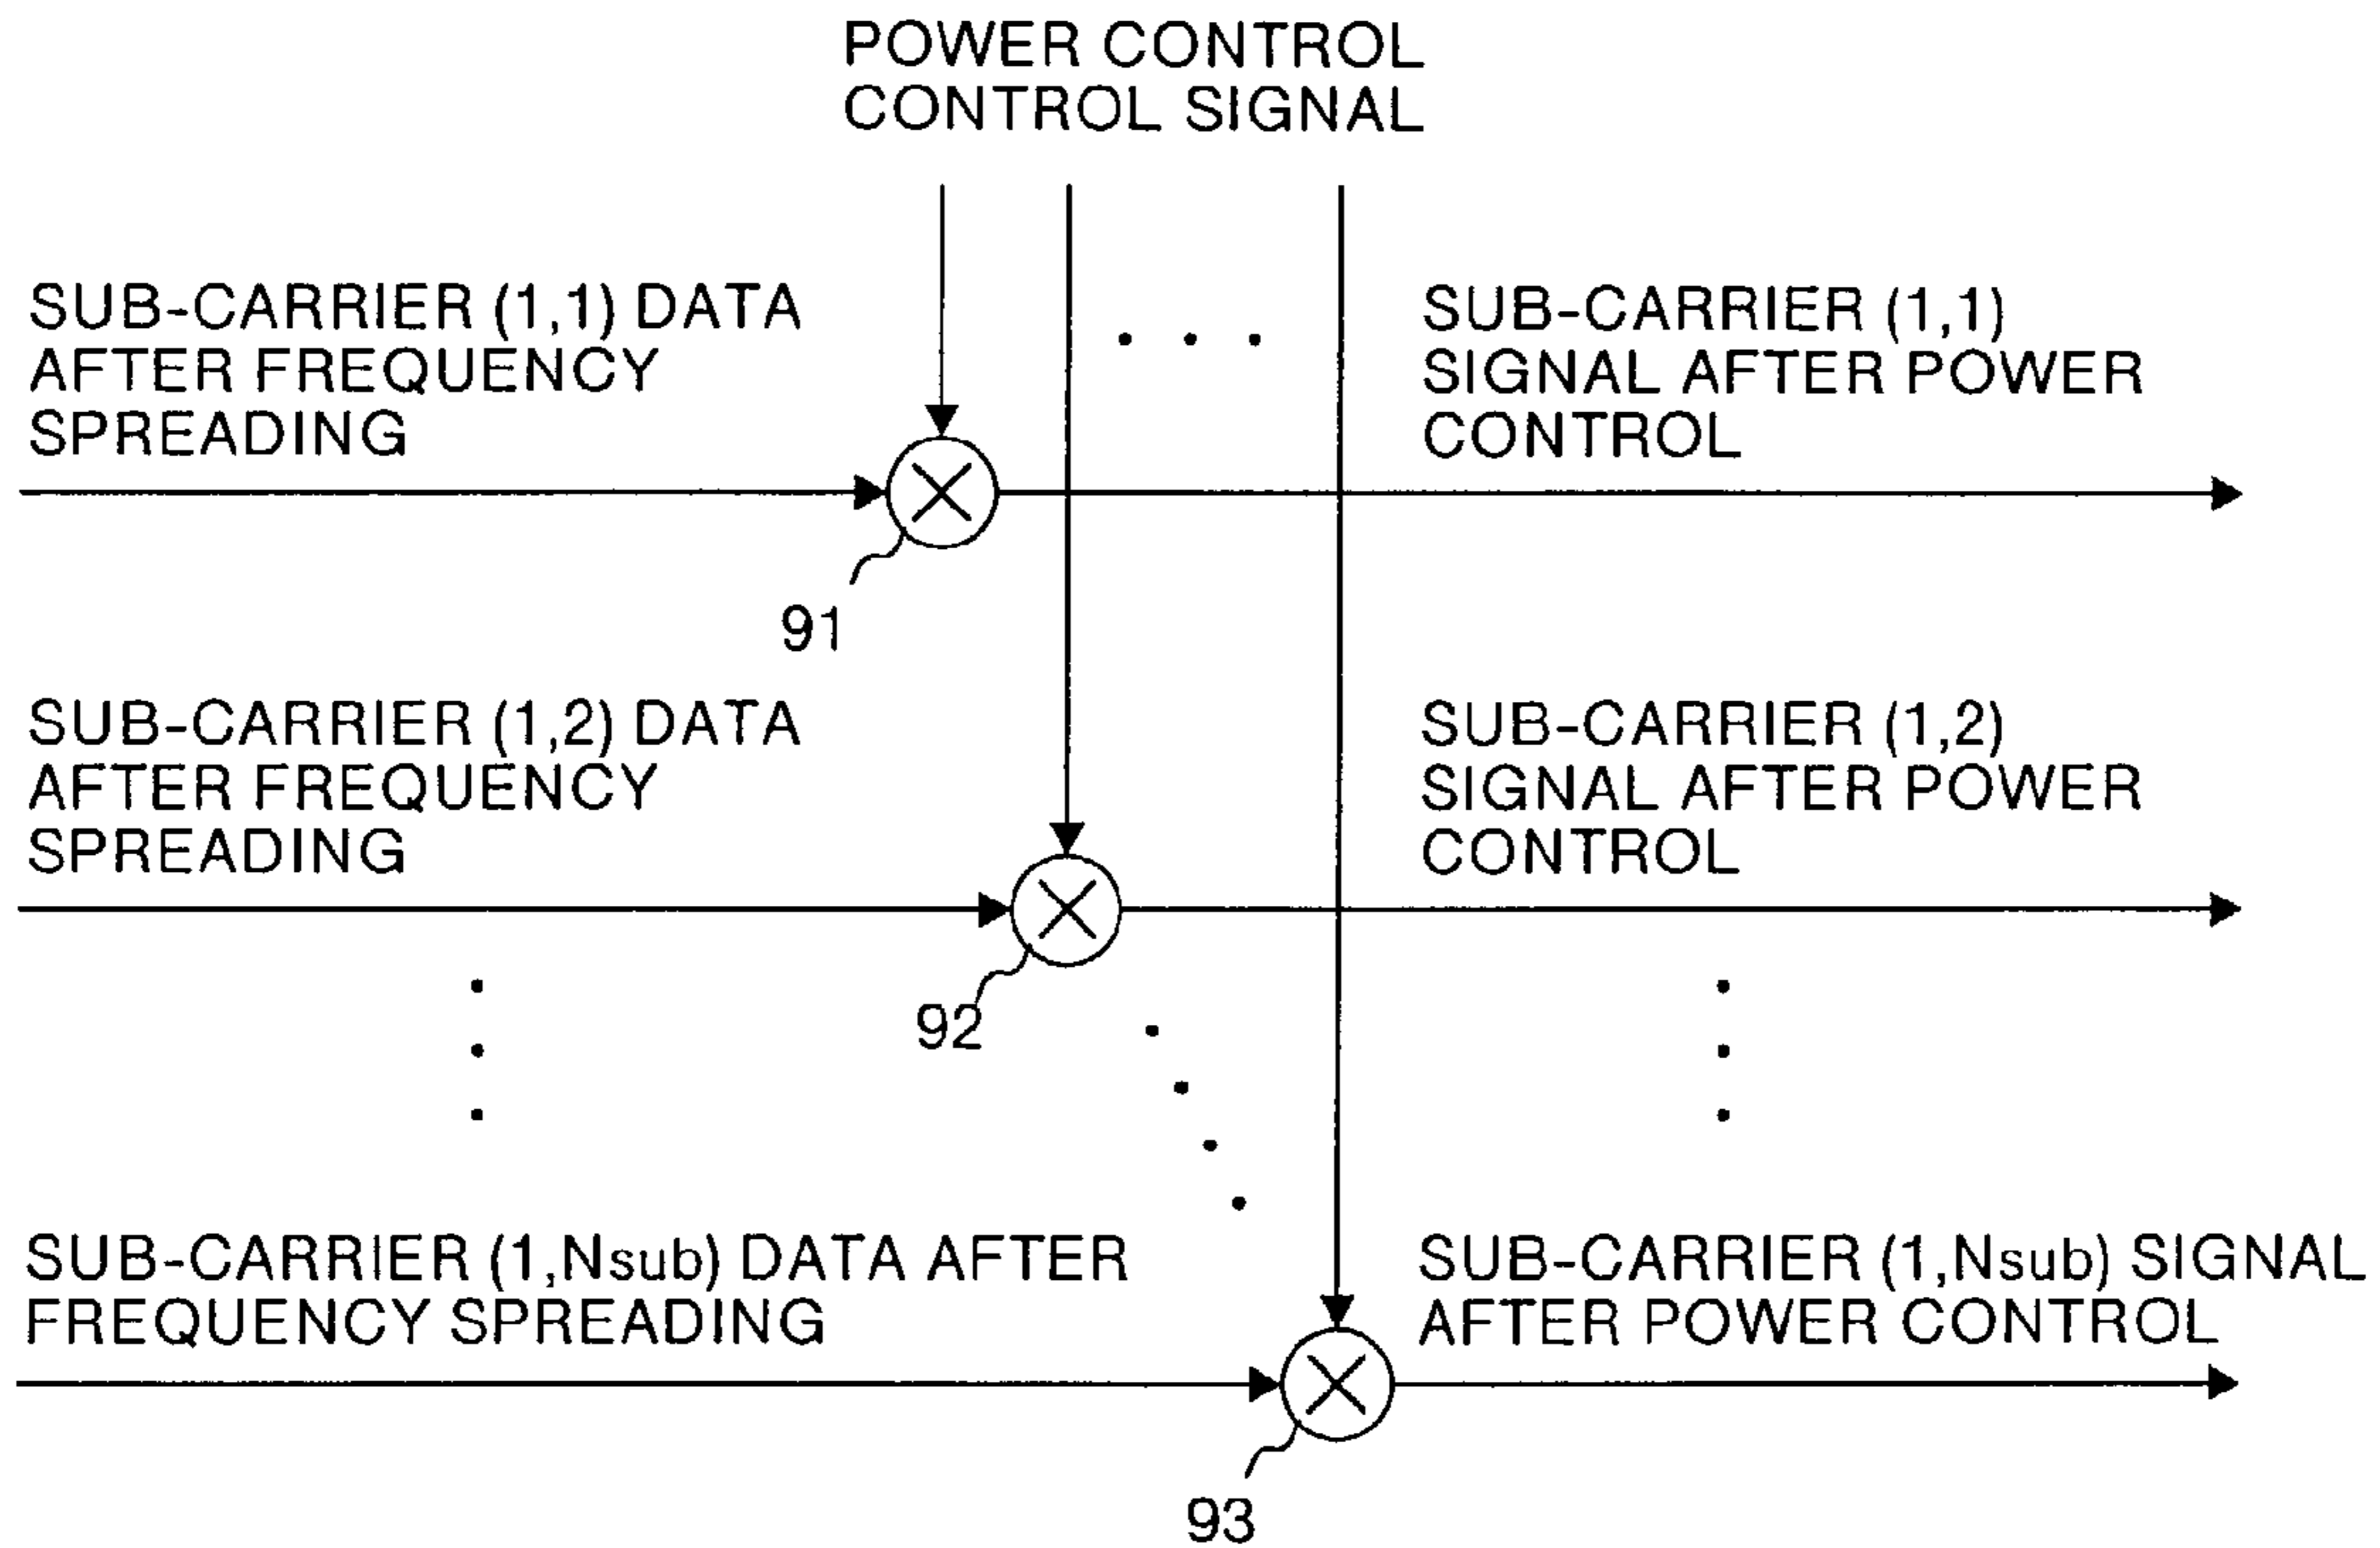 POWER CONTROL
CONTROL SIGNAL
SUB-CARRIER (1,1) DATA
AFTER FREQUENCY
SPREADING
SUB-CARRIER (1,1)
SIGNAL AFTER POWER
CONTROL
91
SUB-CARRIER (1,2) DATA
AFTER FREQUENCY
SPREADING
SUB-CARRIER (1,2)
SIGNAL AFTER POWER
CONTROL
92
SUB-CARRIER (1,Nsub) DATA AFTER
FREQUENCY SPREADING
SUB-CARRIER (1,Nsub) SIGNAL
AFTER POWER CONTROL
93